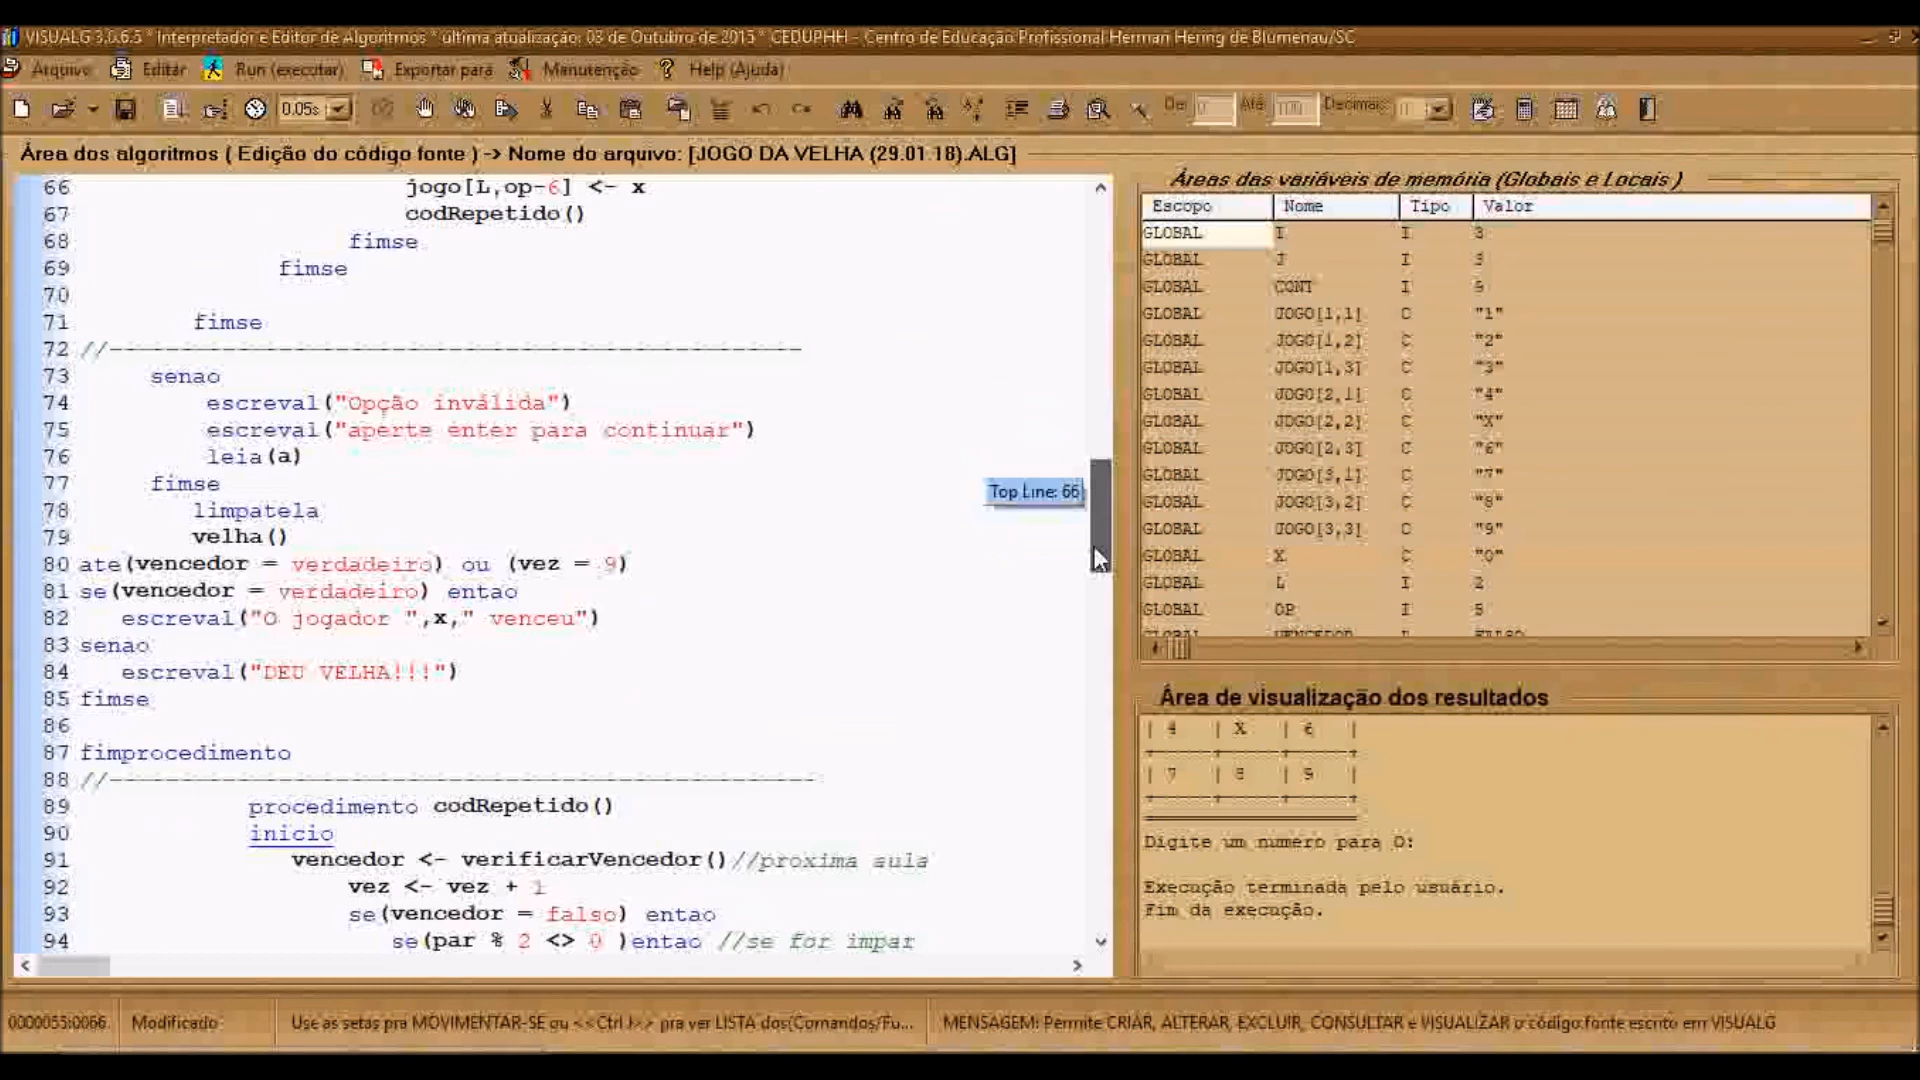 VISUALG 3.0.6.5 * Interpretador e Editor de Algoritmos * última atualização: 03 de Outubro de 2015 * CEDUPHH - Centro de Educação Profissional Herman Hering de Blumenau/SC
Arquivo Editar Run (executar) Exportar para Manutenção Help (Ajuda)
0.05s De: 0 Até: 100 Decimais: 0
Área dos algoritmos ( Edição do código fonte ) -> Nome do arquivo: [JOGO DA VELHA (29.01.18).ALG]
66 jogo[L,op-6] <- x
67 codRepetido()
68 fimse
69 fimse
70
71 fimse
72 //-------------------------------------------------
73 senao
74 escreval("Opção inválida")
75 escreval("aperte enter para continuar")
76 leia(a)
77 fimse
78 limpatela
79 velha()
80 ate(vencedor = verdadeiro) ou (vez = 9)
81 se(vencedor = verdadeiro) entao
82 escreval("O jogador ",x," venceu")
83 senao
84 escreval("DEU VELHA!!!")
85 fimse
86
87 fimprocedimento
88 //--------------------------------------------------
89 procedimento codRepetido()
90 inicio
91 vencedor <- verificarVencedor()//proxima aula
92 vez <- vez + 1
93 se(vencedor = falso) entao
94 se(par % 2 <> 0 )entao //se for impar
Top Line: 66
Áreas das variáveis de memória (Globais e Locais )
Escopo Nome Tipo Valor
GLOBAL I I 3
GLOBAL J I 3
GLOBAL CONT I 9
GLOBAL JOGO[1,1] C "1"
GLOBAL JOGO[1,2] C "2"
GLOBAL JOGO[1,3] C "3"
GLOBAL JOGO[2,1] C "4"
GLOBAL JOGO[2,2] C "X"
GLOBAL JOGO[2,3] C "6"
GLOBAL JOGO[3,1] C "7"
GLOBAL JOGO[3,2] C "8"
GLOBAL JOGO[3,3] C "9"
GLOBAL X C "O"
GLOBAL L I 2
GLOBAL OP I 5
GLOBAL VENCEDOR L FALSO
Área de visualização dos resultados
| 4 | X | 6 |
+----+----+----+
| 7 | 8 | 9 |
+----+----+----+
================
Digite um numero para O:
Execução terminada pelo usuário.
Fim da execução.
0000055:0066 Modificado Use as setas pra MOVIMENTAR-SE ou <<Ctrl J>> pra ver LISTA dos(Comandos/Fu... MENSAGEM: Permite CRIAR, ALTERAR, EXCLUIR, CONSULTAR e VISUALIZAR o código fonte escrito em VISUALG